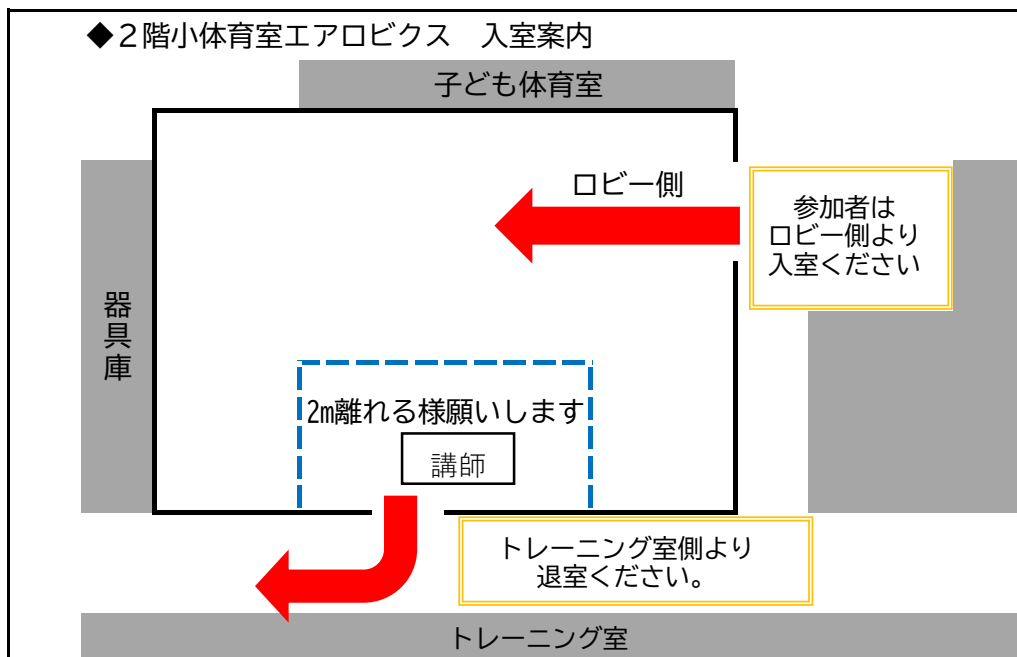 ◆２階小体育室エアロビクス　入室案内
子ども体育室
ロビー側
参加者は
ロビー側より
入室ください
器具庫
2m離れる様願いします
講師
トレーニング室側より
退室ください。
トレーニング室